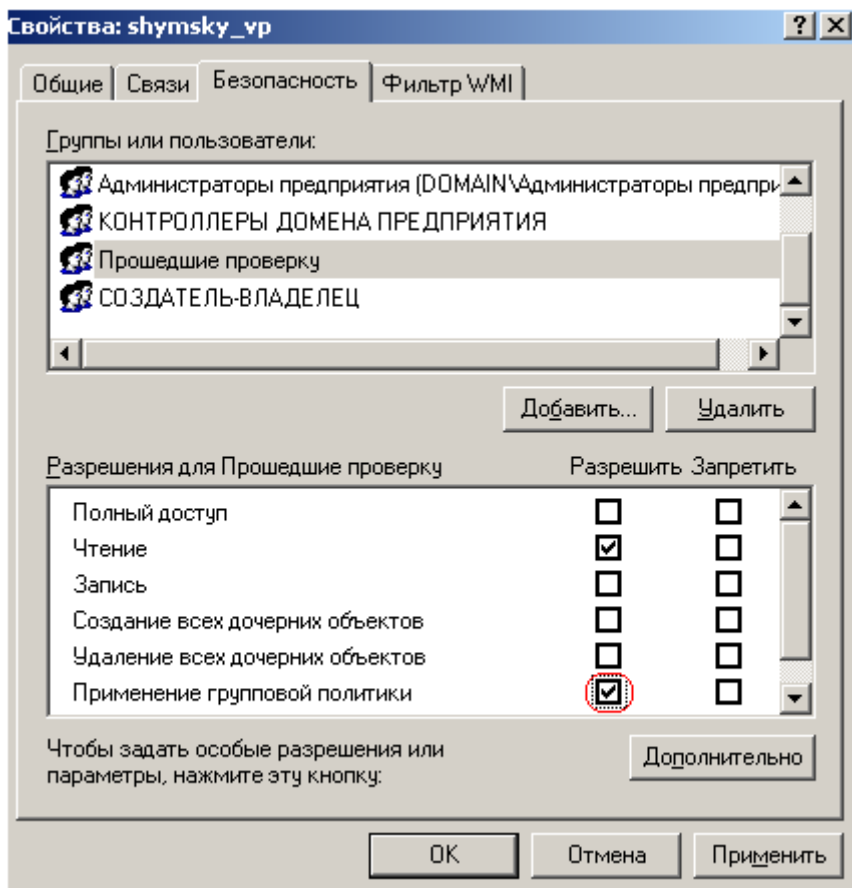 Свойства: shymsky_vp
Общие Связи Безопасность Фильтр WMI
Группы или пользователи:
Администраторы предприятия (DOMAIN\Администраторы предпри
КОНТРОЛЛЕРЫ ДОМЕНА ПРЕДПРИЯТИЯ
Прошедшие проверку
СОЗДАТЕЛЬ-ВЛАДЕЛЕЦ
Добавить... Удалить
Разрешения для Прошедшие проверку Разрешить Запретить
Полный доступ
Чтение
Запись
Создание всех дочерних объектов
Удаление всех дочерних объектов
Применение групповой политики
Чтобы задать особые разрешения или
параметры, нажмите эту кнопку:
Дополнительно
OK Отмена Применить